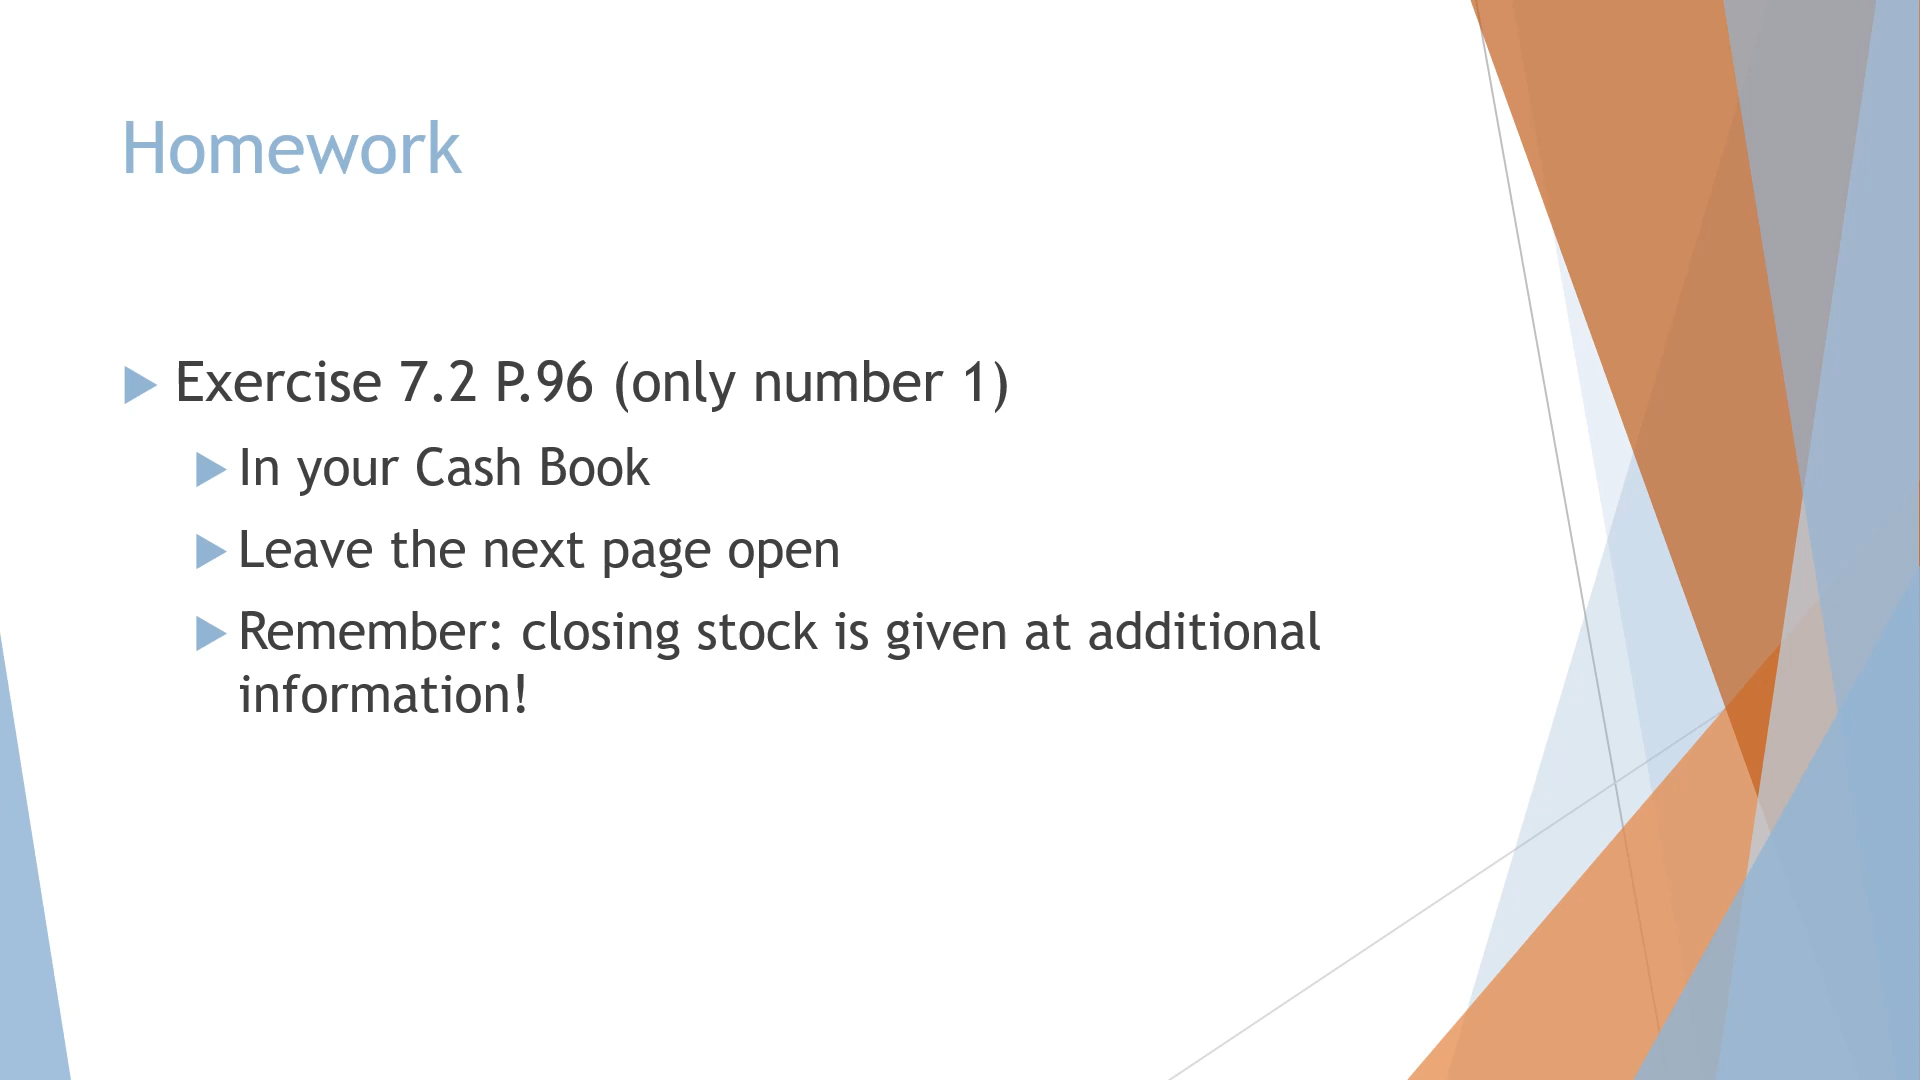 Homework
Exercise 7.2 P.96 (only number 1)
In your Cash Book
Leave the next page open
Remember: closing stock is given at additional
information!